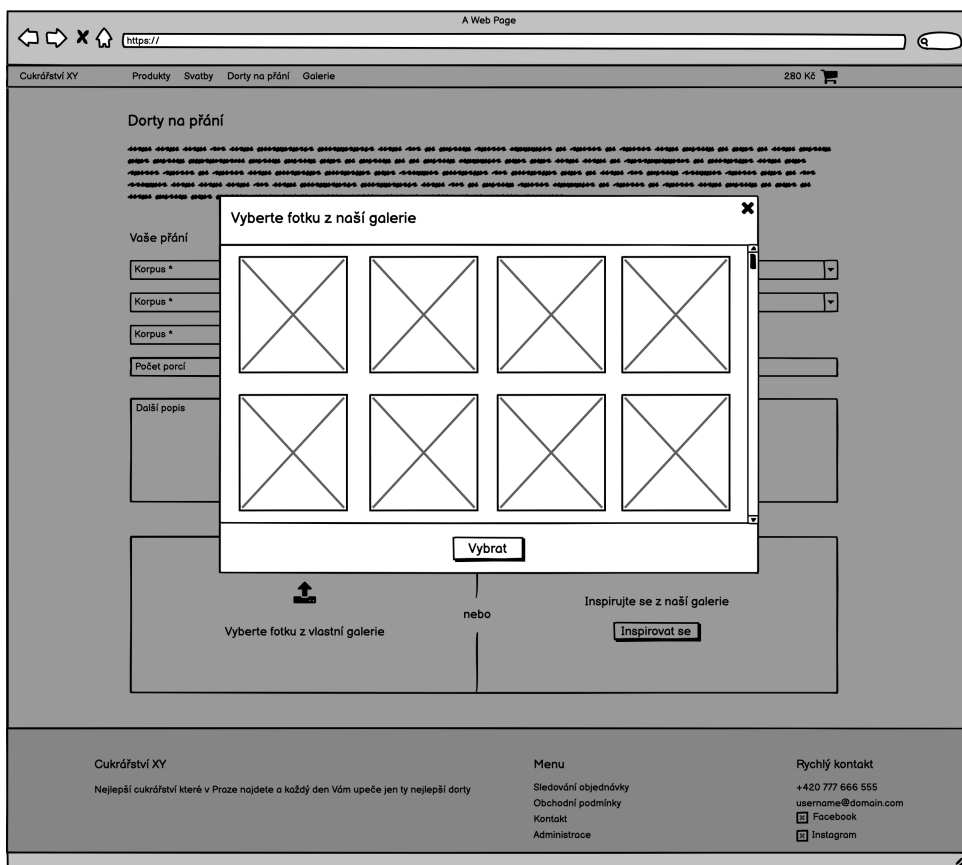 A Web Page
https://
Cukrářství XY Produkty Svatby Dorty na přání Galerie 280 Kč
Dorty na přání
Vyberte fotku z naší galerie
Vaše přání
Korpus *
Korpus *
Korpus *
Počet porcí
Další popis
Vybrat
Vyberte fotku z vlastní galerie
nebo
Inspirujte se z naší galerie
Inspirovat se
Cukrářství XY
Nejlepší cukrářství které v Praze najdete a každý den Vám upeče jen ty nejlepší dorty
Menu
Sledování objednávky
Obchodní podmínky
Kontakt
Administrace
Rychlý kontakt
+420 777 666 555
username@domain.com
Facebook
Instagram